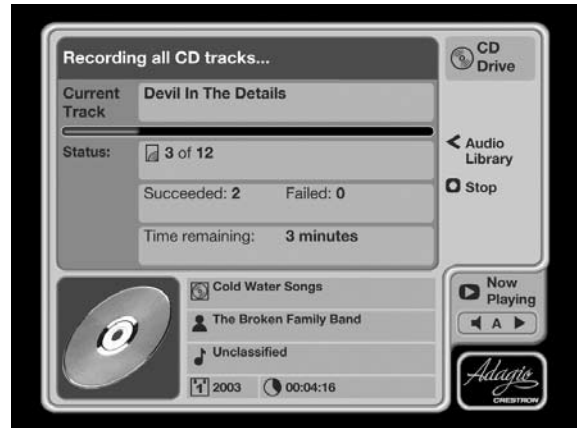 Recording all CD tracks...
CD
Drive
Current
Track
Devil In The Details
Status:
3 of 12
Succeeded: 2 Failed: 0
Time remaining: 3 minutes
Audio
Library
Stop
Cold Water Songs
The Broken Family Band
Unclassified
1 2003 00:04:16
Now
Playing
A
Adagio
CRESTRON